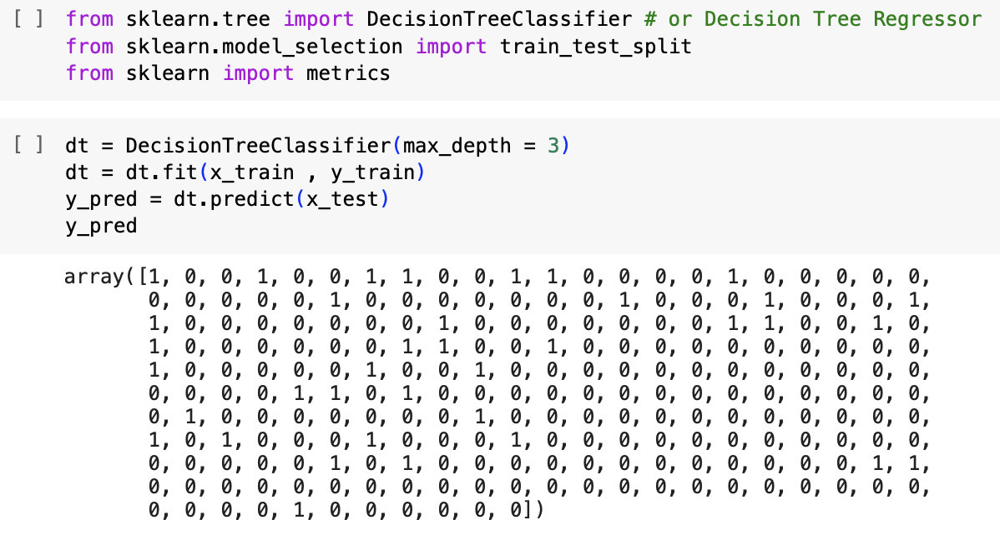 [ ] from sklearn.tree import DecisionTreeClassifier # or Decision Tree Regressor
from sklearn.model_selection import train_test_split
from sklearn import metrics
[ ] dt = DecisionTreeClassifier(max_depth = 3)
dt = dt.fit(x_train , y_train)
y_pred = dt.predict(x_test)
y_pred
array([1, 0, 0, 1, 0, 0, 1, 1, 0, 0, 1, 1, 0, 0, 0, 0, 1, 0, 0, 0, 0, 0,
0, 0, 0, 0, 0, 1, 0, 0, 0, 0, 0, 0, 0, 1, 0, 0, 0, 1, 0, 0, 0, 1,
1, 0, 0, 0, 0, 0, 0, 0, 1, 0, 0, 0, 0, 0, 0, 0, 1, 1, 0, 0, 1, 0,
1, 0, 0, 0, 0, 0, 0, 1, 1, 0, 0, 1, 0, 0, 0, 0, 0, 0, 0, 0, 0, 0,
1, 0, 0, 0, 0, 0, 1, 0, 0, 1, 0, 0, 0, 0, 0, 0, 0, 0, 0, 0, 0, 0,
0, 0, 0, 0, 1, 1, 0, 1, 0, 0, 0, 0, 0, 0, 0, 0, 0, 0, 0, 0, 0, 0,
0, 1, 0, 0, 0, 0, 0, 0, 0, 1, 0, 0, 0, 0, 0, 0, 0, 0, 0, 0, 0, 0,
1, 0, 1, 0, 0, 0, 1, 0, 0, 0, 1, 0, 0, 0, 0, 0, 0, 0, 0, 0, 0, 0,
0, 0, 0, 0, 0, 1, 0, 1, 0, 0, 0, 0, 0, 0, 0, 0, 0, 0, 0, 0, 1, 1,
0, 0, 0, 0, 0, 0, 0, 0, 0, 0, 0, 0, 0, 0, 0, 0, 0, 0, 0, 0, 0, 0,
0, 0, 0, 0, 1, 0, 0, 0, 0, 0, 0])